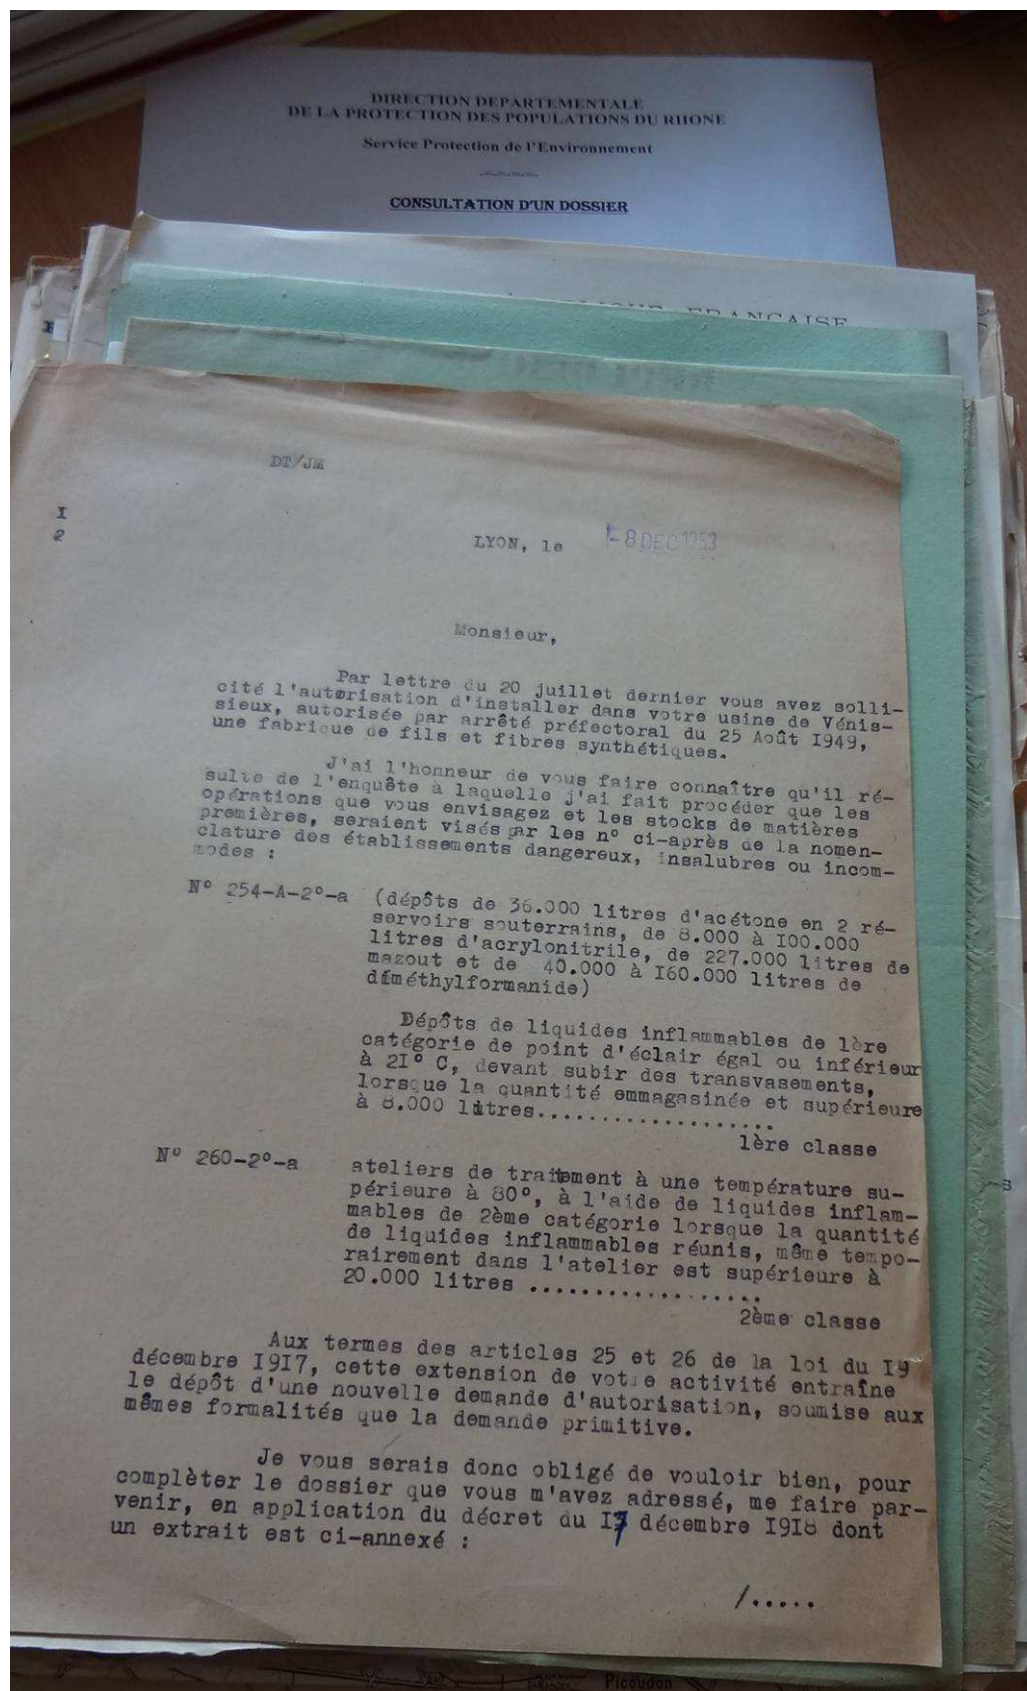 DIRECTION DEPARTEMENTALE
DE LA PROTECTION DES POPULATIONS DU RHONE
Service Protection de l'Environnement
CONSULTATION D'UN DOSSIER
FRANÇAISE
DT/JM
I
2
LYON, le - 8 DEC 1953
Monsieur,
Par lettre du 20 juillet dernier vous avez solli-
cité l'autorisation d'installer dans votre usine de Vénis-
sieux, autorisée par arrêté préfectoral du 25 Août I949,
une fabrique de fils et fibres synthétiques.
J'ai l'honneur de vous faire connaître qu'il ré-
sulte de l'enquête à laquelle j'ai fait procéder que les
opérations que vous envisagez et les stocks de matières
premières, seraient visés par les n° ci-après de la nomen-
clature des établissements dangereux, insalubres ou incom-
modes :
N° 254-A-2°-a (dépôts de 36.000 litres d'acétone en 2 ré-
servoirs souterrains, de 8.000 à I00.000
litres d'acrylonitrile, de 227.000 litres de
mazout et de 40.000 à I60.000 litres de
diméthylformanide)
Dépôts de liquides inflammables de lère
catégorie de point d'éclair égal ou inférieur
à 2I° C, devant subir des transvasements,
lorsque la quantité emmagasinée et supérieure
à 8.000 litres...................
lère classe
N° 260-2°-a ateliers de traitement à une température su-
périeure à 80°, à l'aide de liquides inflam-
mables de 2ème catégorie lorsque la quantité
de liquides inflammables réunis, même tempo-
rairement dans l'atelier est supérieure à
20.000 litres ..................
2ème classe
Aux termes des articles 25 et 26 de la loi du I9
décembre I9I7, cette extension de votre activité entraîne
le dépôt d'une nouvelle demande d'autorisation, soumise aux
mêmes formalités que la demande primitive.
Je vous serais donc obligé de vouloir bien, pour
complèter le dossier que vous m'avez adressé, me faire par-
venir, en application du décret du I7 décembre I9I8 dont
un extrait est ci-annexé :
/.....